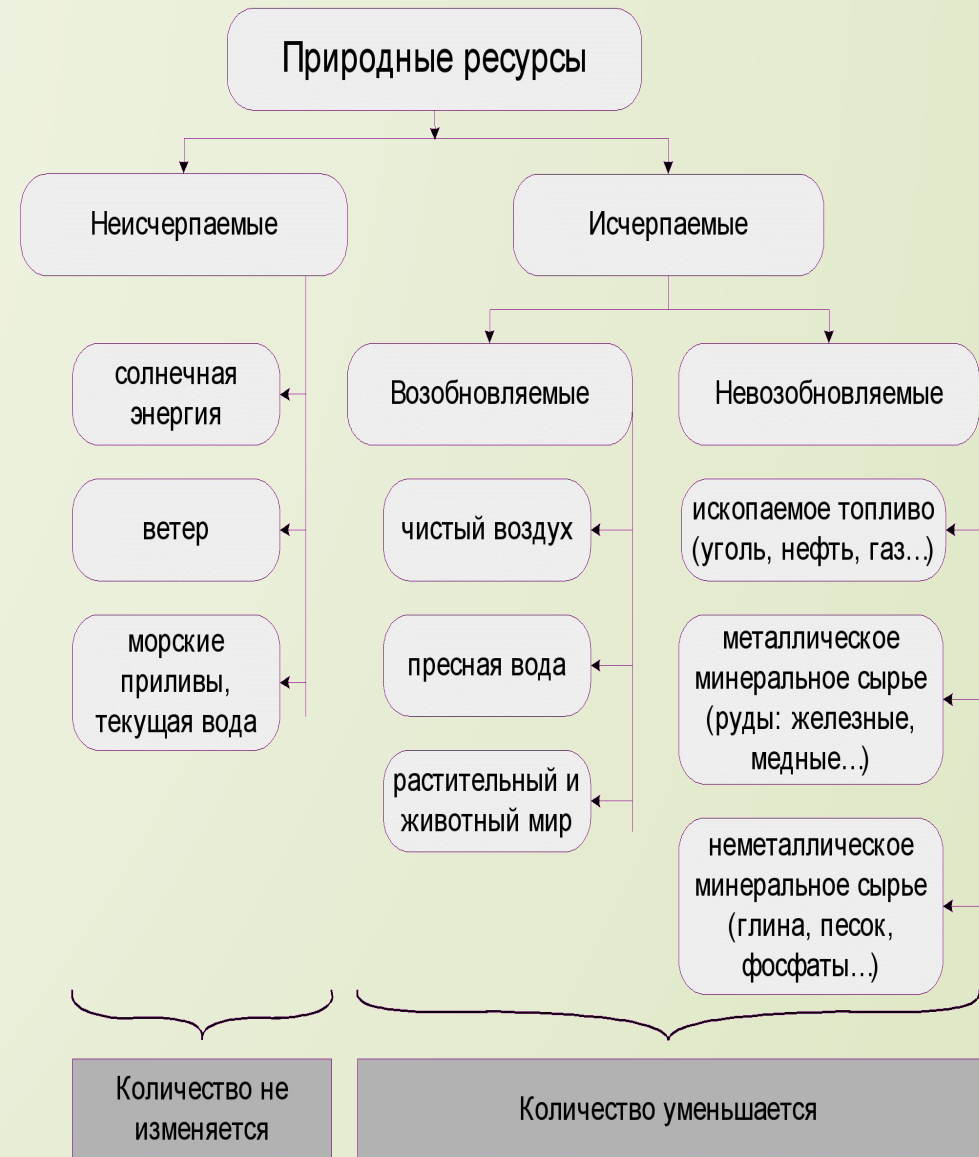 Природные ресурсы
Неисчерпаемые
Исчерпаемые
солнечная
энергия
ветер
морские
приливы,
текущая вода
Возобновляемые
чистый воздух
пресная вода
растительный и
животный мир
Невозобновляемые
ископаемое топливо
(уголь, нефть, газ...)
металлическое
минеральное сырье
(руды: железные,
медные...)
неметаллическое
минеральное сырье
(глина, песок,
фосфаты...)
Количество не
изменяется
Количество уменьшается